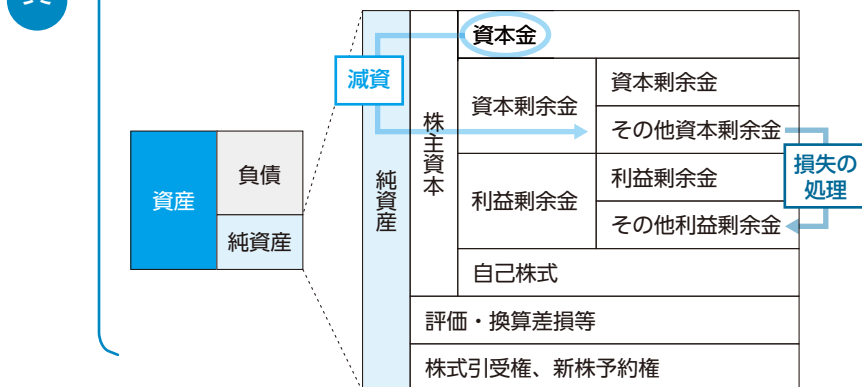 資本金
減資
資本剰余金
資本剰余金
その他資本剰余金
株主資本
損失の
処理
負債
資産
純資産
純資産
利益剰余金
利益剰余金
その他利益剰余金
自己株式
評価・換算差損等
株式引受権、新株予約権